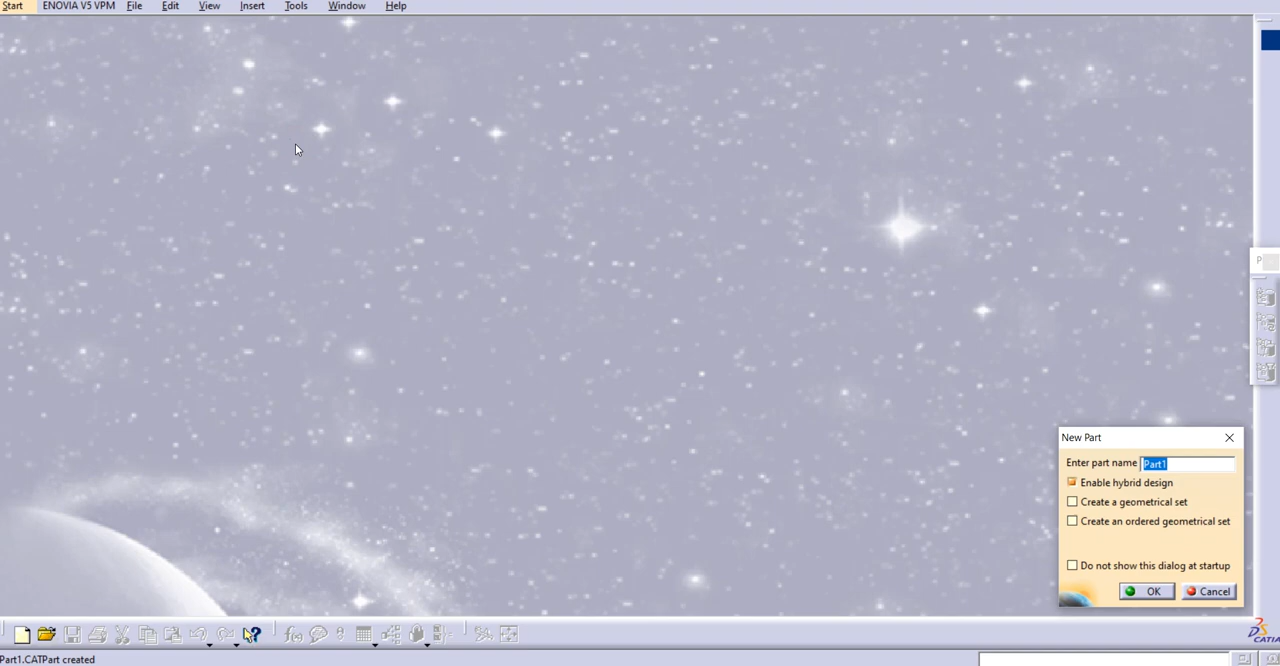 Start ENOVIA V5 VPM File Edit View Insert Tools Window Help
P
New Part
Enter part name Part1
Enable hybrid design
Create a geometrical set
Create an ordered geometrical set
Do not show this dialog at startup
OK Cancel
f(x)
DS CATIA
Part1.CATPart created